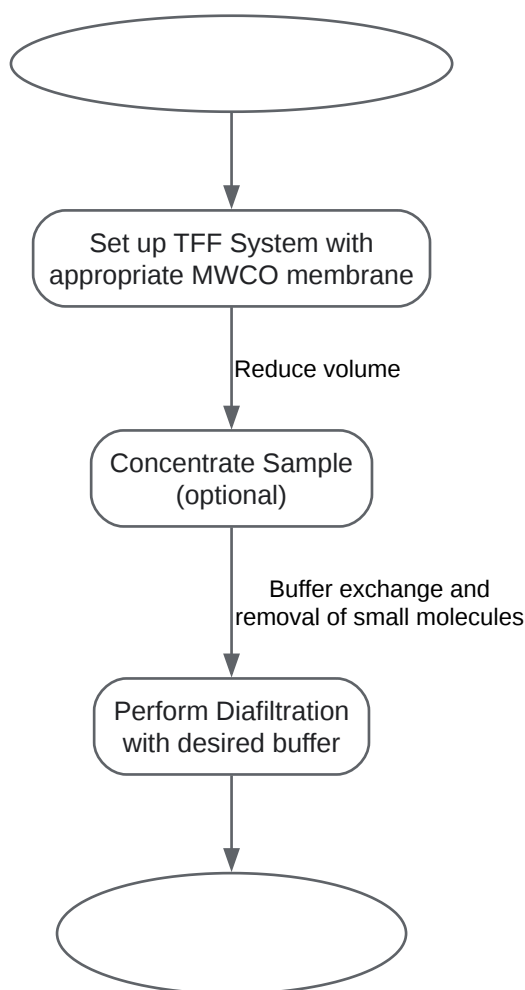 Set up TFF System with
appropriate MWCO membrane
Reduce volume
Concentrate Sample
(optional)
Buffer exchange and
removal of small molecules
Perform Diafiltration
with desired buffer